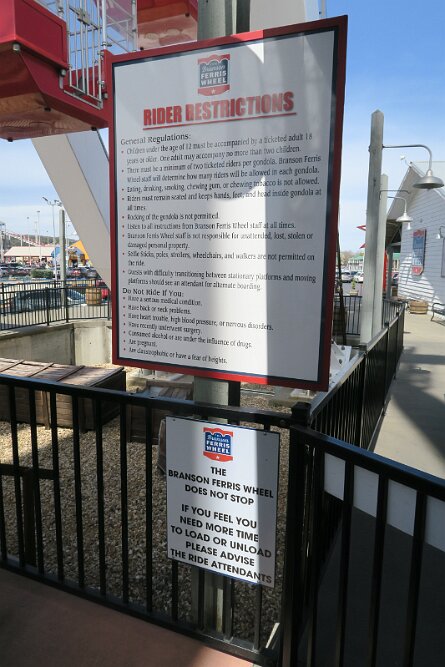 Branson
FERRIS
WHEEL
RIDER RESTRICTIONS
General Regulations:
• Children under the age of 12 must be accompanied by a ticketed adult 18
years or older. One adult may accompany no more than two children.
• There must be a minimum of two ticketed riders per gondola. Branson Ferris
Wheel staff will determine how many riders will be allowed in each gondola.
• Eating, drinking, smoking, chewing gum, or chewing tobacco is not allowed.
• Riders must remain seated and keep hands, feet, and head inside gondola at
all times.
• Rocking of the gondola is not permitted.
• Listen to all instructions from Branson Ferris Wheel staff at all times.
• Branson Ferris Wheel staff is not responsible for unattended, lost, stolen or
damaged personal property.
• Selfie Sticks, poles, strollers, wheelchairs, and walkers are not permitted on
the ride.
• Guests with difficulty transitioning between stationary platforms and moving
platforms should see an attendant for alternate boarding.
Do Not Ride if You:
• Have a serious medical condition.
• Have back or neck problems.
• Have heart trouble, high blood pressure, or nervous disorders.
• Have recently undergone surgery.
• Consumed alcohol or are under the influence of drugs.
• Are pregnant.
• Are claustrophobic or have a fear of heights.
Branson
FERRIS
WHEEL
THE
BRANSON FERRIS WHEEL
DOES NOT STOP
IF YOU FEEL YOU
NEED MORE TIME
TO LOAD OR UNLOAD
PLEASE ADVISE
THE RIDE ATTENDANTS